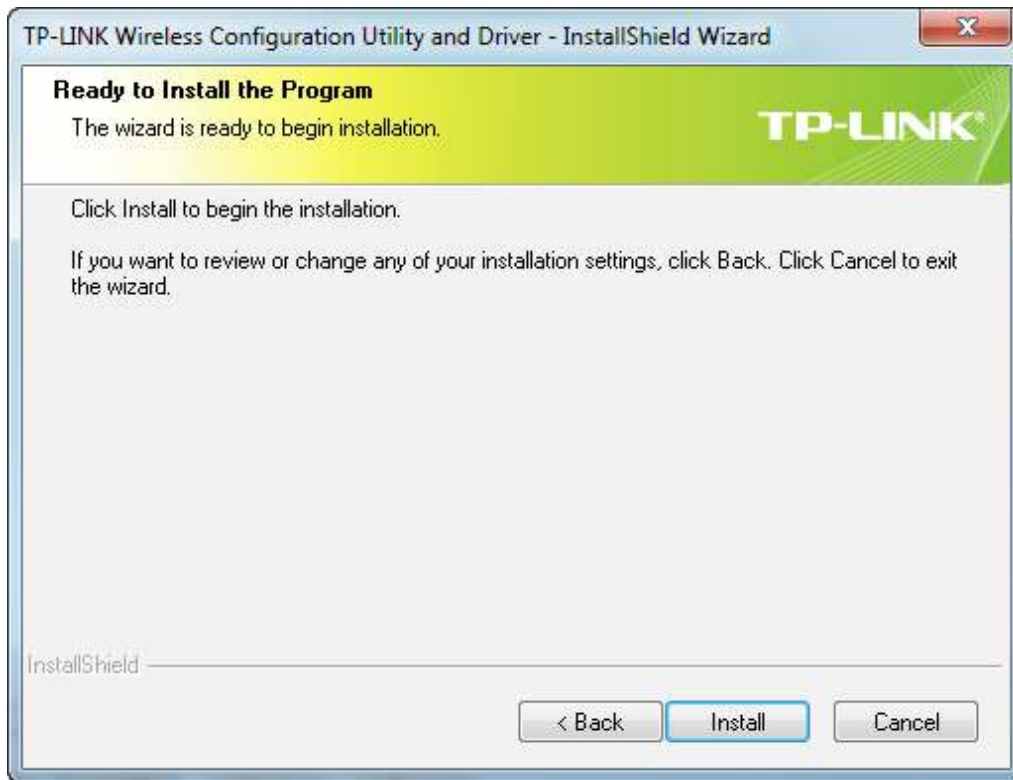 TP-LINK Wireless Configuration Utility and Driver - InstallShield Wizard
Ready to Install the Program
The wizard is ready to begin installation.
TP-LINK®
Click Install to begin the installation.
If you want to review or change any of your installation settings, click Back. Click Cancel to exit
the wizard.
InstallShield
< Back
Install
Cancel